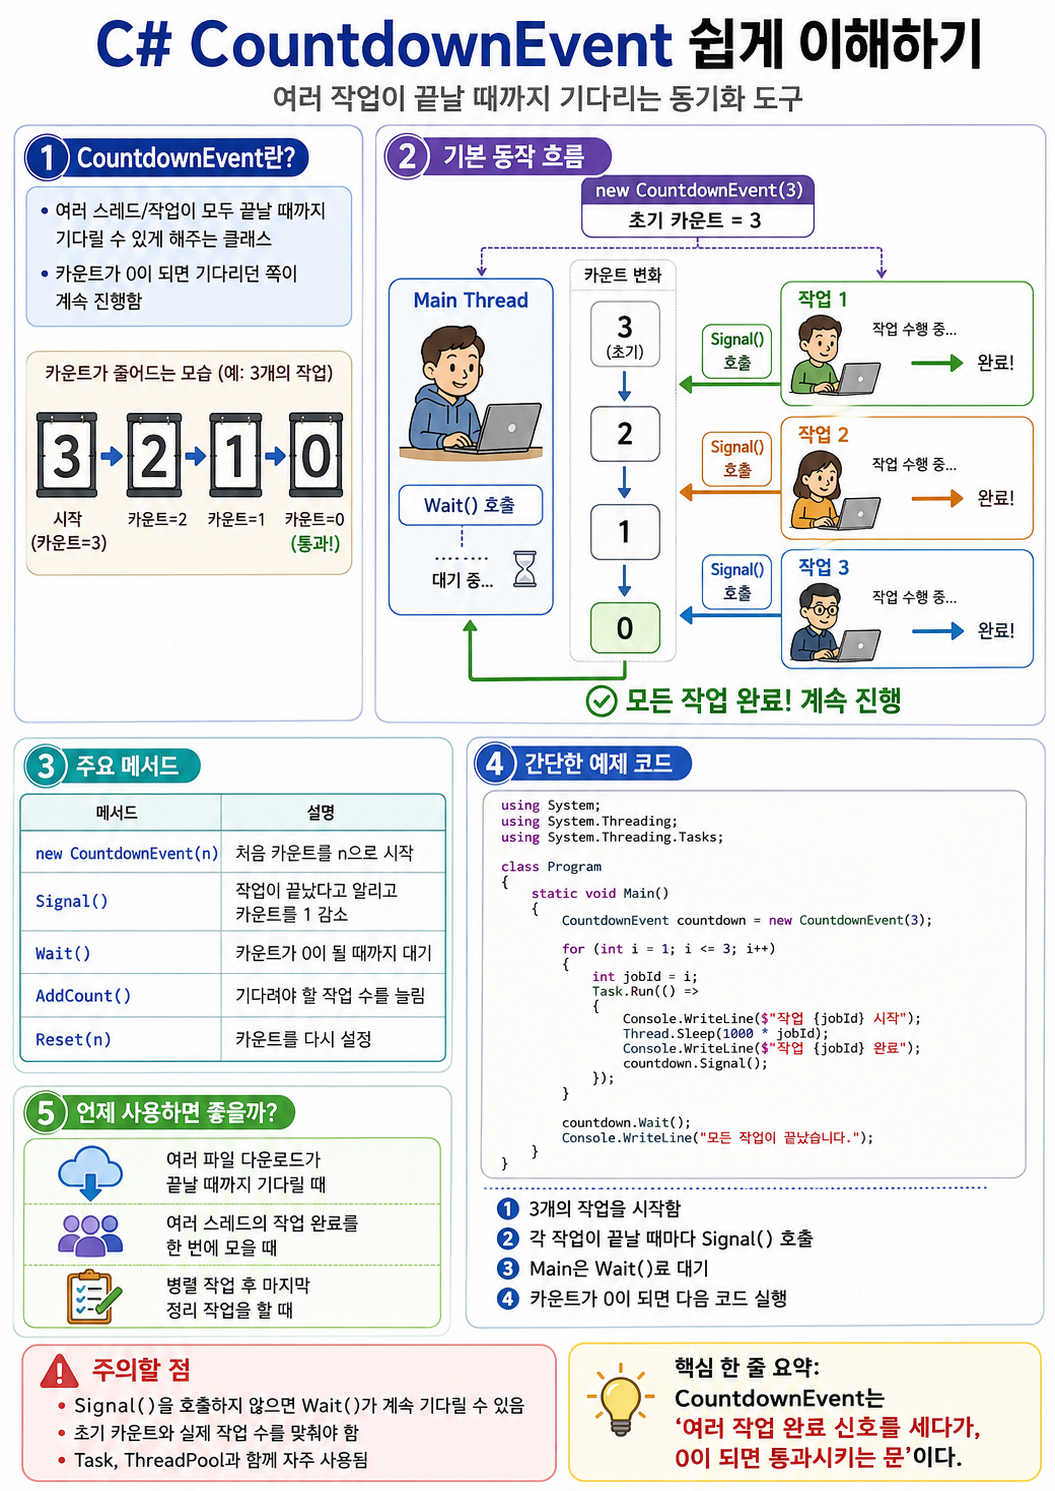 C# CountdownEvent 쉽게 이해하기
여러 작업이 끝날 때까지 기다리는 동기화 도구
1 CountdownEvent란?
• 여러 스레드/작업이 모두 끝날 때까지
기다릴 수 있게 해주는 클래스
• 카운트가 0이 되면 기다리던 쪽이
계속 진행함
카운트가 줄어드는 모습 (예: 3개의 작업)
3 2 1 0
시작 카운트=2 카운트=1 카운트=0
(카운트=3) (통과!)
2 기본 동작 흐름
new CountdownEvent(3)
초기 카운트 = 3
Main Thread
Wait() 호출
대기 중...
카운트 변화
3
(초기)
2
1
0
Signal()
호출
작업 1
작업 수행 중...
완료!
Signal()
호출
작업 2
작업 수행 중...
완료!
Signal()
호출
작업 3
작업 수행 중...
완료!
모든 작업 완료! 계속 진행
3 주요 메서드
메서드 설명
new CountdownEvent(n) 처음 카운트를 n으로 시작
Signal() 작업이 끝났다고 알리고
카운트를 1 감소
Wait() 카운트가 0이 될 때까지 대기
AddCount() 기다려야 할 작업 수를 늘림
Reset(n) 카운트를 다시 설정
4 간단한 예제 코드
using System;
using System.Threading;
using System.Threading.Tasks;
class Program
{
static void Main()
{
CountdownEvent countdown = new CountdownEvent(3);
for (int i = 1; i <= 3; i++)
{
int jobId = i;
Task.Run(() =>
{
Console.WriteLine($"작업 {jobId} 시작");
Thread.Sleep(1000 * jobId);
Console.WriteLine($"작업 {jobId} 완료");
countdown.Signal();
});
}
countdown.Wait();
Console.WriteLine("모든 작업이 끝났습니다.");
}
}
1 3개의 작업을 시작함
2 각 작업이 끝날 때마다 Signal() 호출
3 Main은 Wait()로 대기
4 카운트가 0이 되면 다음 코드 실행
5 언제 사용하면 좋을까?
여러 파일 다운로드가
끝날 때까지 기다릴 때
여러 스레드의 작업 완료를
한 번에 모을 때
병렬 작업 후 마지막
정리 작업을 할 때
주의할 점
• Signal()을 호출하지 않으면 Wait()가 계속 기다릴 수 있음
• 초기 카운트와 실제 작업 수를 맞춰야 함
• Task, ThreadPool과 함께 자주 사용됨
핵심 한 줄 요약:
CountdownEvent는
‘여러 작업 완료 신호를 세다가,
0이 되면 통과시키는 문’이다.